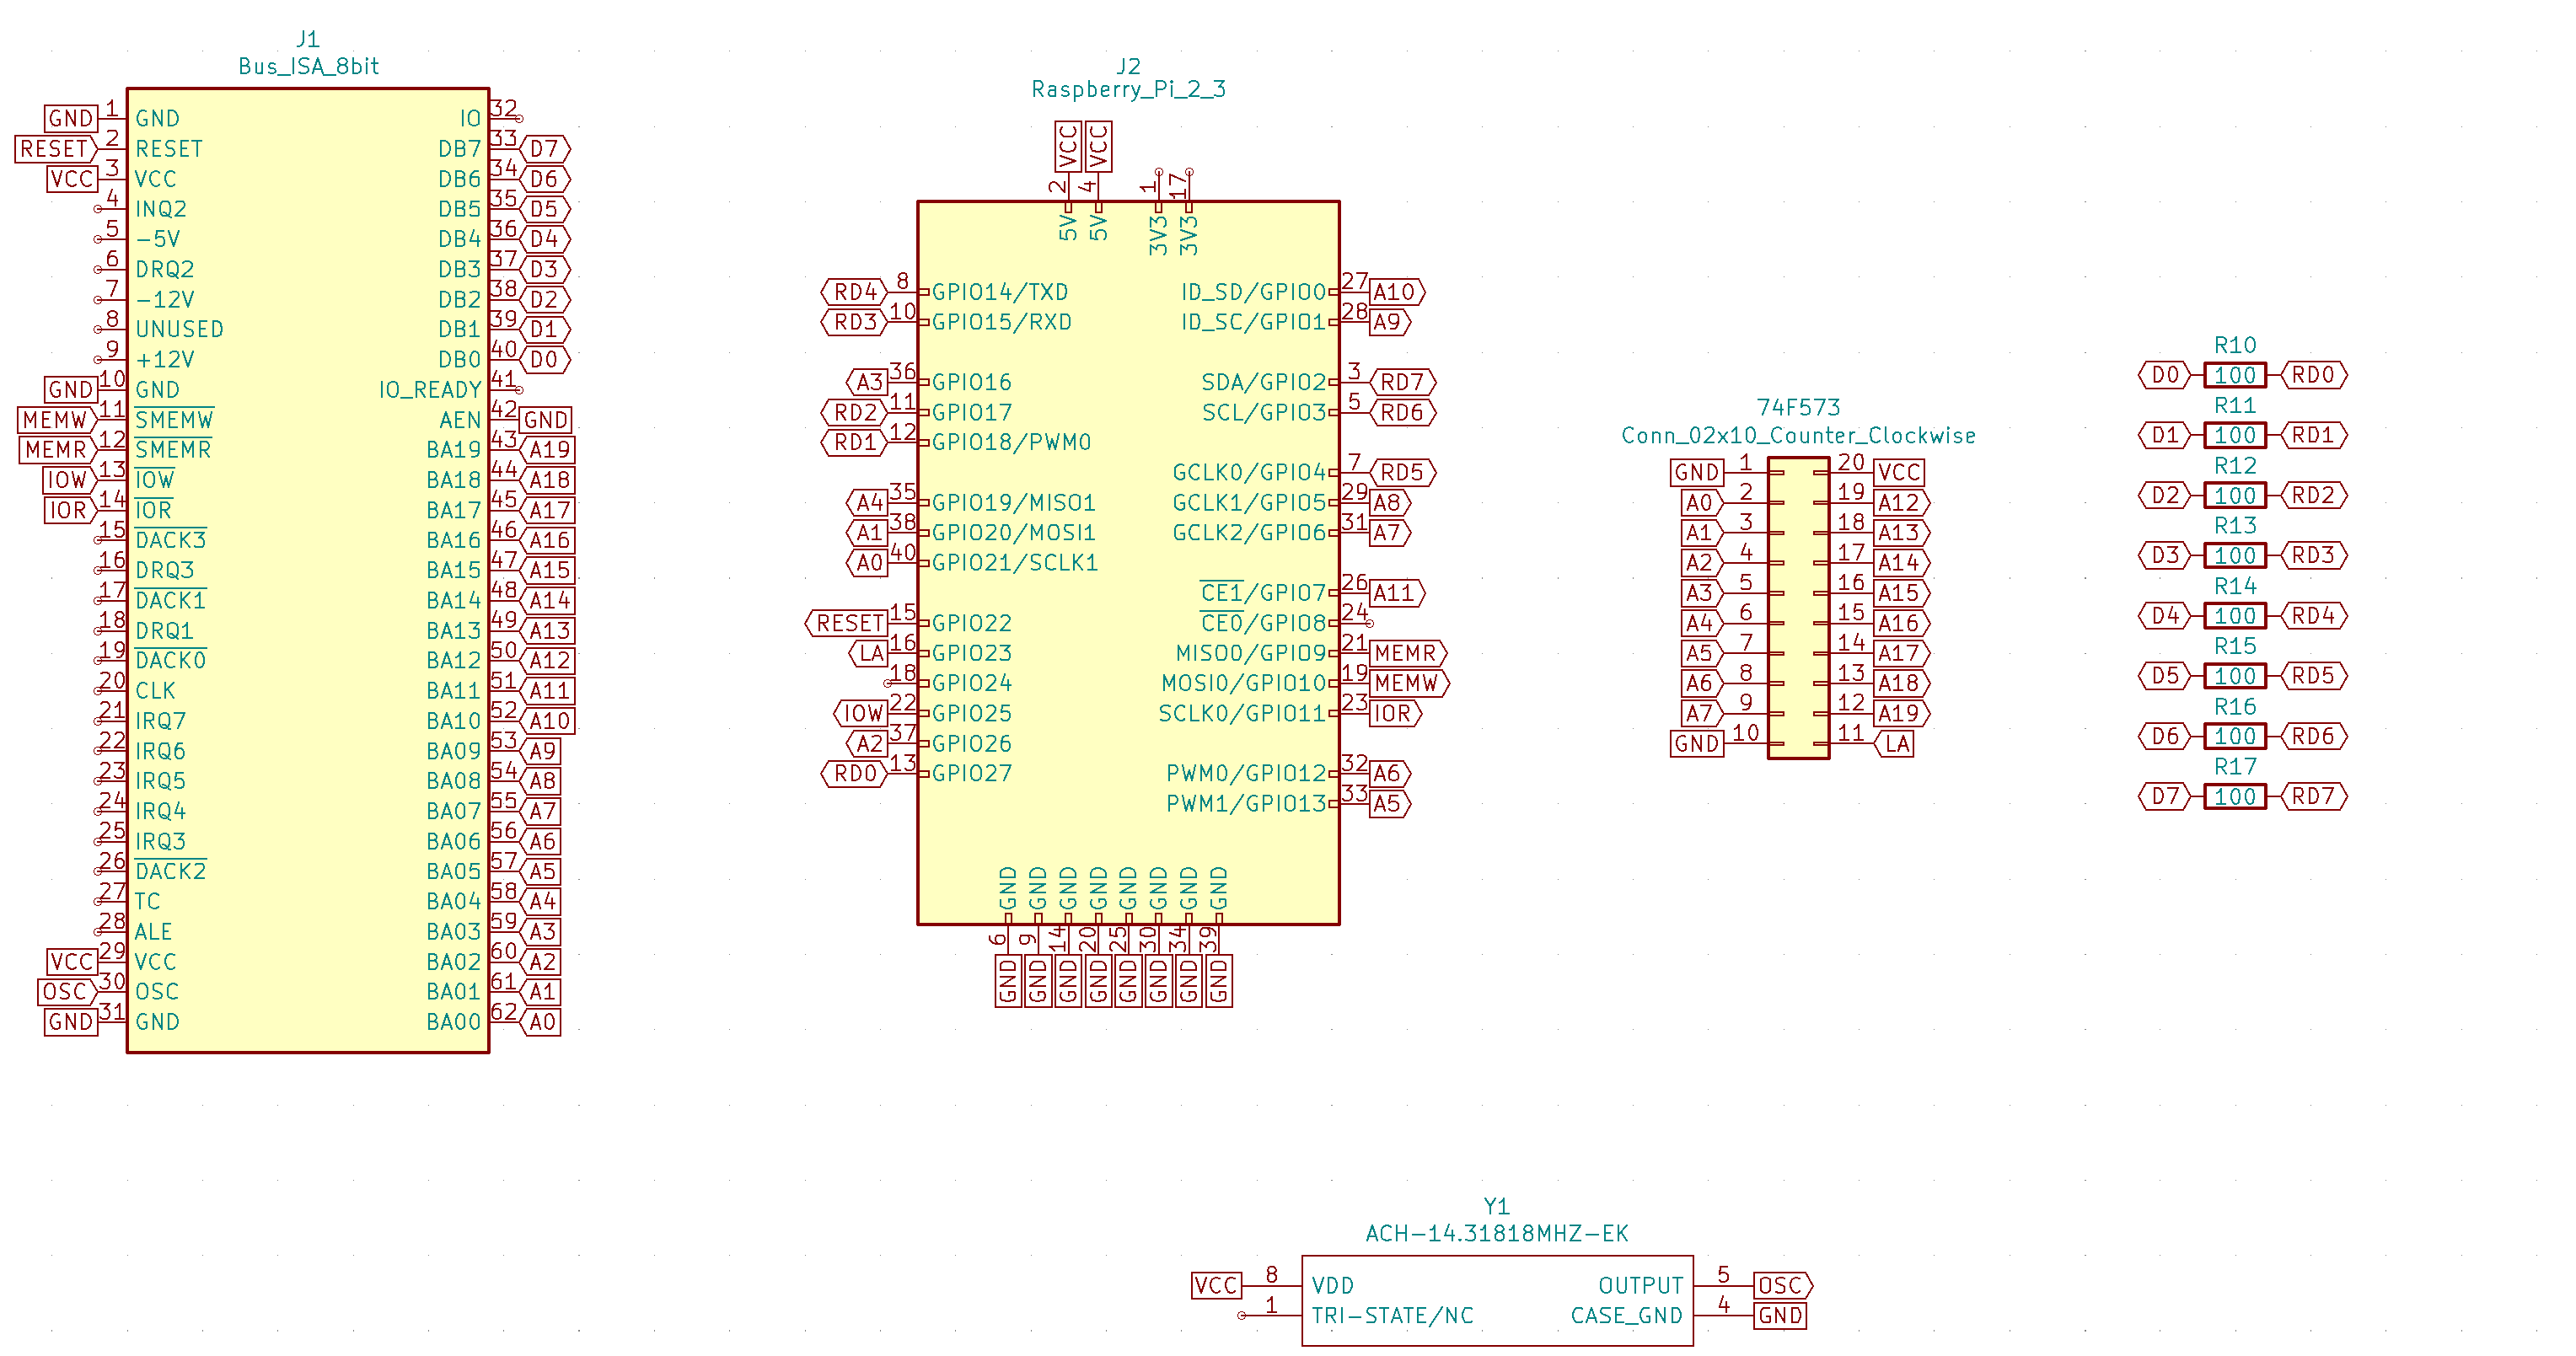 J1
Bus_ISA_8bit
GND 1 GND IO 32
RESET 2 RESET DB7 33 D7
VCC 3 VCC DB6 34 D6
4 INQ2 DB5 35 D5
5 -5V DB4 36 D4
6 DRQ2 DB3 37 D3
7 -12V DB2 38 D2
8 UNUSED DB1 39 D1
9 +12V DB0 40 D0
GND 10 GND IO_READY 41
MEMW 11 SMEMW AEN 42 GND
MEMR 12 SMEMR BA19 43 A19
IOW 13 IOW BA18 44 A18
IOR 14 IOR BA17 45 A17
15 DACK3 BA16 46 A16
16 DRQ3 BA15 47 A15
17 DACK1 BA14 48 A14
18 DRQ1 BA13 49 A13
19 DACK0 BA12 50 A12
20 CLK BA11 51 A11
21 IRQ7 BA10 52 A10
22 IRQ6 BA09 53 A9
23 IRQ5 BA08 54 A8
24 IRQ4 BA07 55 A7
25 IRQ3 BA06 56 A6
26 DACK2 BA05 57 A5
27 TC BA04 58 A4
28 ALE BA03 59 A3
VCC 29 VCC BA02 60 A2
OSC 30 OSC BA01 61 A1
GND 31 GND BA00 62 A0
J2
Raspberry_Pi_2_3
VCC VCC
2 4 1 17
5V 5V 3V3 3V3
RD4 8 GPIO14/TXD ID_SD/GPIO0 27 A10
RD3 10 GPIO15/RXD ID_SC/GPIO1 28 A9
A3 36 GPIO16 SDA/GPIO2 3 RD7
RD2 11 GPIO17 SCL/GPIO3 5 RD6
RD1 12 GPIO18/PWM0
GCLK0/GPIO4 7 RD5
A4 35 GPIO19/MISO1 GCLK1/GPIO5 29 A8
A1 38 GPIO20/MOSI1 GCLK2/GPIO6 31 A7
A0 40 GPIO21/SCLK1
CE1/GPIO7 26 A11
RESET 15 GPIO22 CE0/GPIO8 24
LA 16 GPIO23 MISO0/GPIO9 21 MEMR
18 GPIO24 MOSI0/GPIO10 19 MEMW
IOW 22 GPIO25 SCLK0/GPIO11 23 IOR
A2 37 GPIO26
RD0 13 GPIO27 PWM0/GPIO12 32 A6
PWM1/GPIO13 33 A5
GND GND GND GND GND GND GND GND
6 9 14 20 25 30 34 39
GND GND GND GND GND GND GND GND
74F573
Conn_02x10_Counter_Clockwise
GND 1 20 VCC
A0 2 19 A12
A1 3 18 A13
A2 4 17 A14
A3 5 16 A15
A4 6 15 A16
A5 7 14 A17
A6 8 13 A18
A7 9 12 A19
GND 10 11 LA
R10
D0 100 RD0
R11
D1 100 RD1
R12
D2 100 RD2
R13
D3 100 RD3
R14
D4 100 RD4
R15
D5 100 RD5
R16
D6 100 RD6
R17
D7 100 RD7
Y1
ACH-14.31818MHZ-EK
VCC 8 VDD OUTPUT 5 OSC
1 TRI-STATE/NC CASE_GND 4 GND